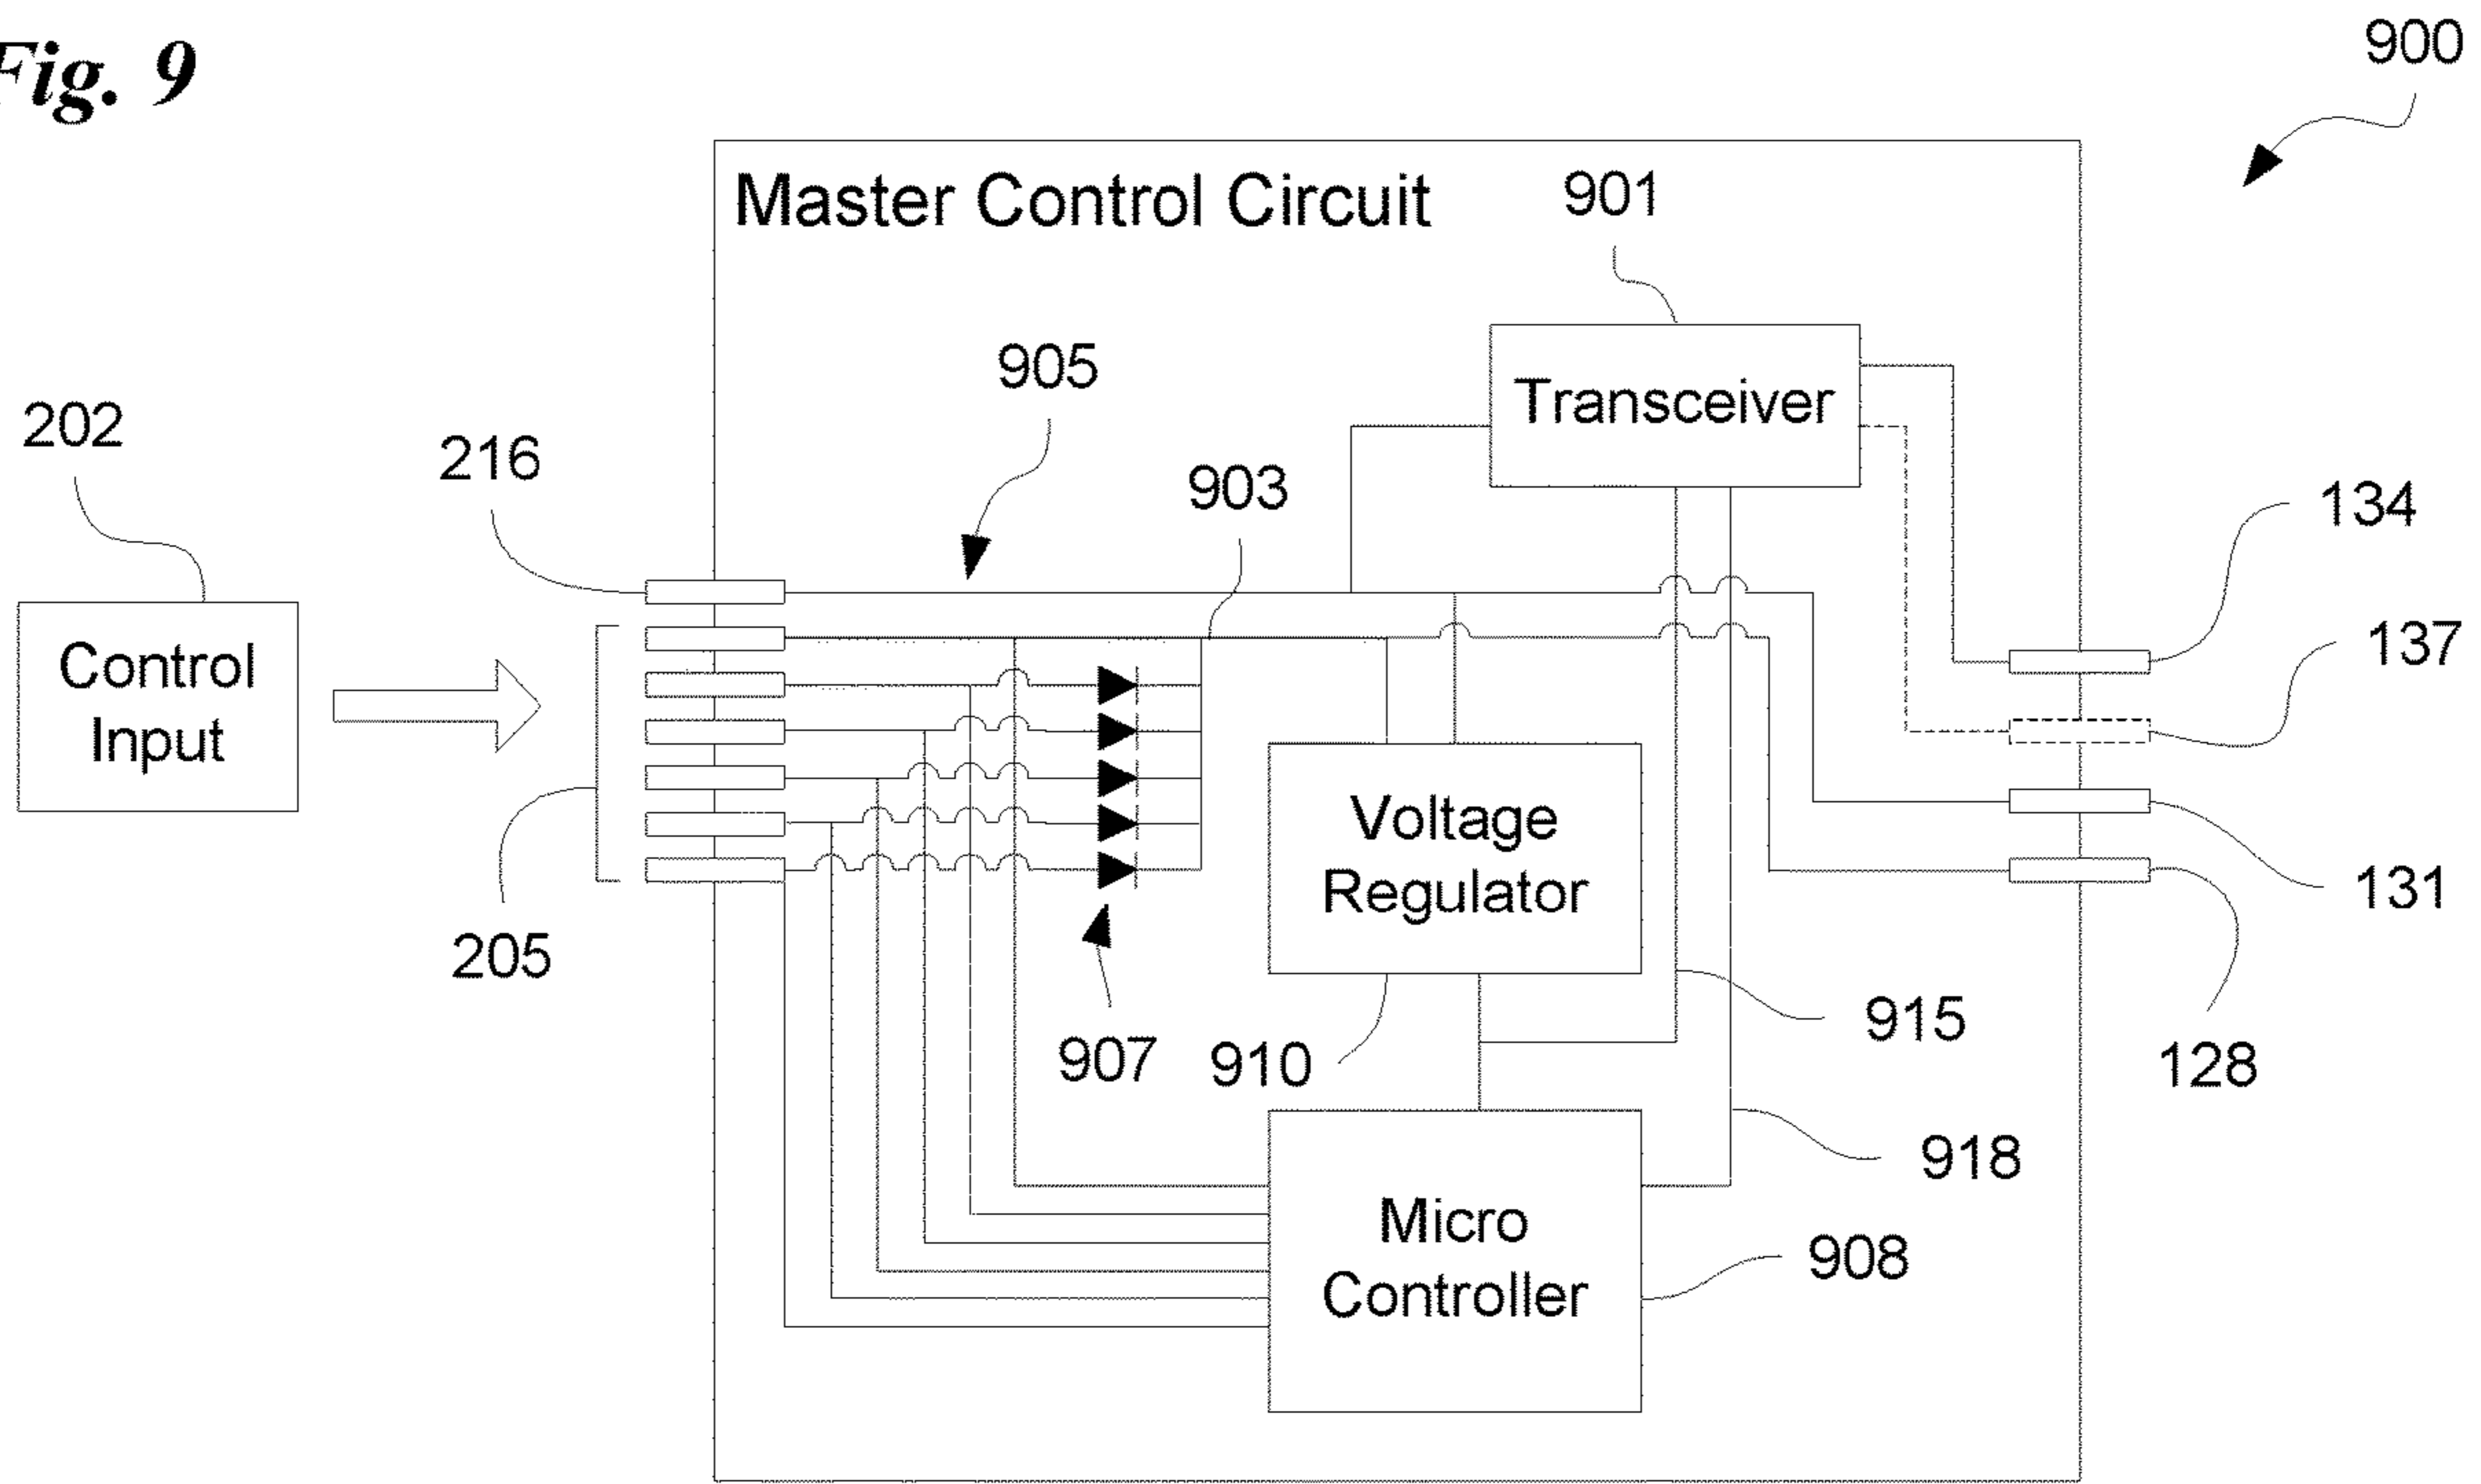 Fig. 9
900
Master Control Circuit
901
905
Transceiver
202
216
903
134
137
Control
Input
Voltage
Regulator
131
205
907
910
915
128
918
Micro
Controller
908